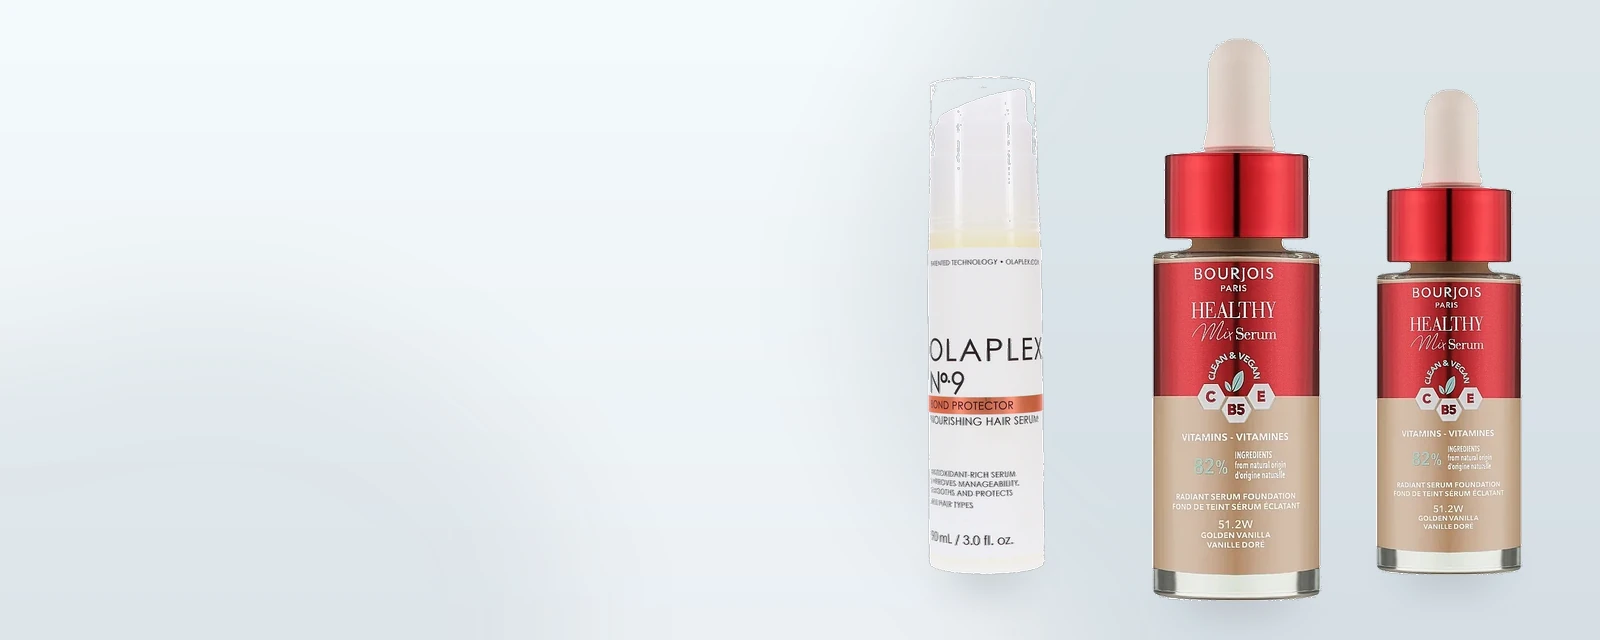 OLAPLEX.COM
OLAPLEX
Nº.9
BOND PROTECTOR
NOURISHING HAIR SERUM
ANTIOXIDANT-RICH SERUM
IMPROVES MANAGEABILITY,
SMOOTHS AND PROTECTS
HAIR TYPES
90 mL / 3.0 fl. oz.
BOURJOIS
PARIS
HEALTHY
Mix Serum
CLEAN & VEGAN
C B5 E
VITAMINS - VITAMINES
82% INGREDIENTS
from natural origin
d'origine naturelle
RADIANT SERUM FOUNDATION
FOND DE TEINT SÉRUM ÉCLATANT
51.2W
GOLDEN VANILLA
VANILLE DORÉ
BOURJOIS
PARIS
HEALTHY
Mix Serum
CLEAN & VEGAN
C B5 E
VITAMINS - VITAMINES
82% INGREDIENTS
from natural origin
d'origine naturelle
RADIANT SERUM FOUNDATION
FOND DE TEINT SÉRUM ÉCLATANT
51.2W
GOLDEN VANILLA
VANILLE DORÉ